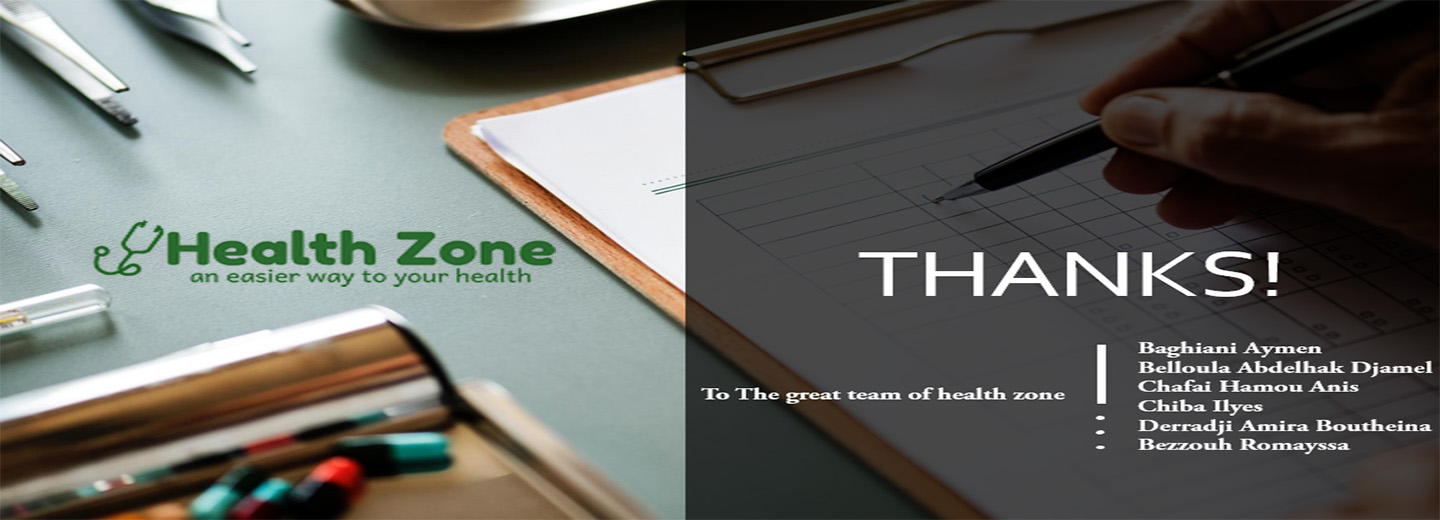 Health Zone
an easier way to your health
THANKS!
To The great team of health zone
Baghiani Aymen
Belloula Abdelhak Djamel
Chafai Hamou Anis
Chiba Ilyes
Derradji Amira Boutheina
Bezzouh Romayssa